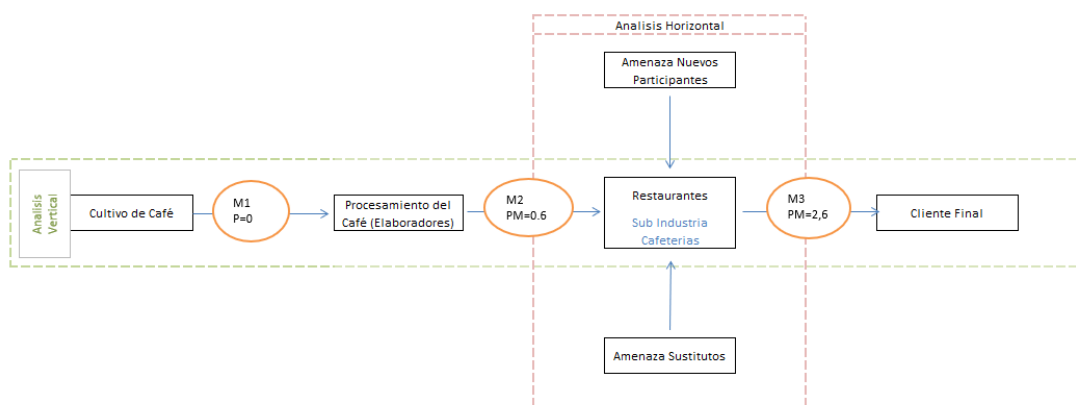 Analisis Horizontal
Amenaza Nuevos
Participantes
Analisis
Vertical
Cultivo de Café
M1
P=0
Procesamiento del
Café (Elaboradores)
M2
PM=0.6
Restaurantes
Sub Industria
Cafeterias
M3
PM=2,6
Cliente Final
Amenaza Sustitutos